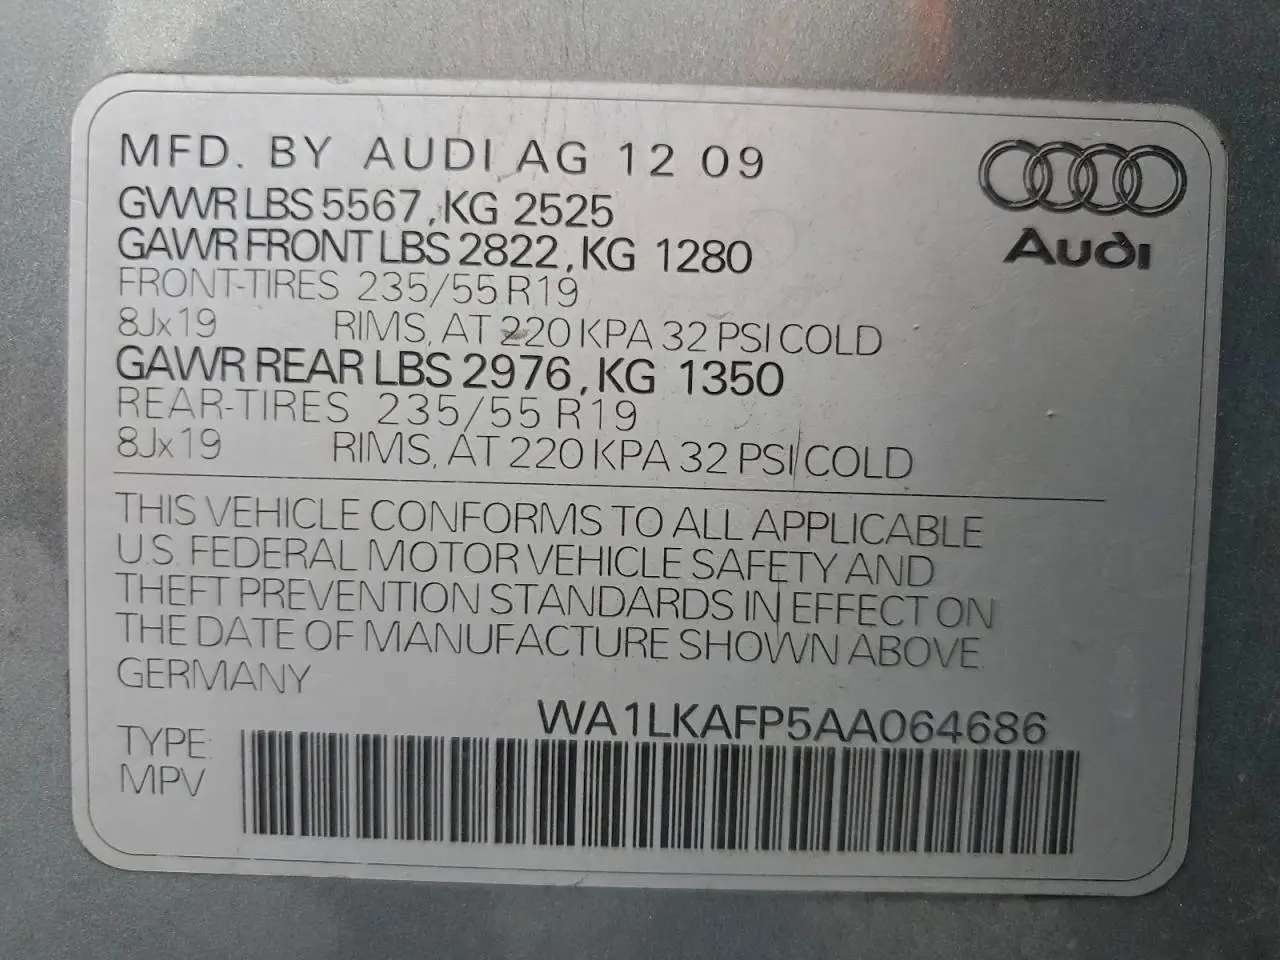 MFD. BY AUDI AG 12 09
GVWR LBS 5567, KG 2525
GAWR FRONT LBS 2822, KG 1280
FRONT-TIRES 235/55 R19
8Jx19 RIMS, AT 220 KPA 32 PSI COLD
GAWR REAR LBS 2976, KG 1350
REAR-TIRES 235/55 R19
8Jx19 RIMS, AT 220 KPA 32 PSI COLD
Audi
THIS VEHICLE CONFORMS TO ALL APPLICABLE
U.S. FEDERAL MOTOR VEHICLE SAFETY AND
THEFT PREVENTION STANDARDS IN EFFECT ON
THE DATE OF MANUFACTURE SHOWN ABOVE.
GERMANY
WA1LKAFP5AA064686
TYPE:
MPV